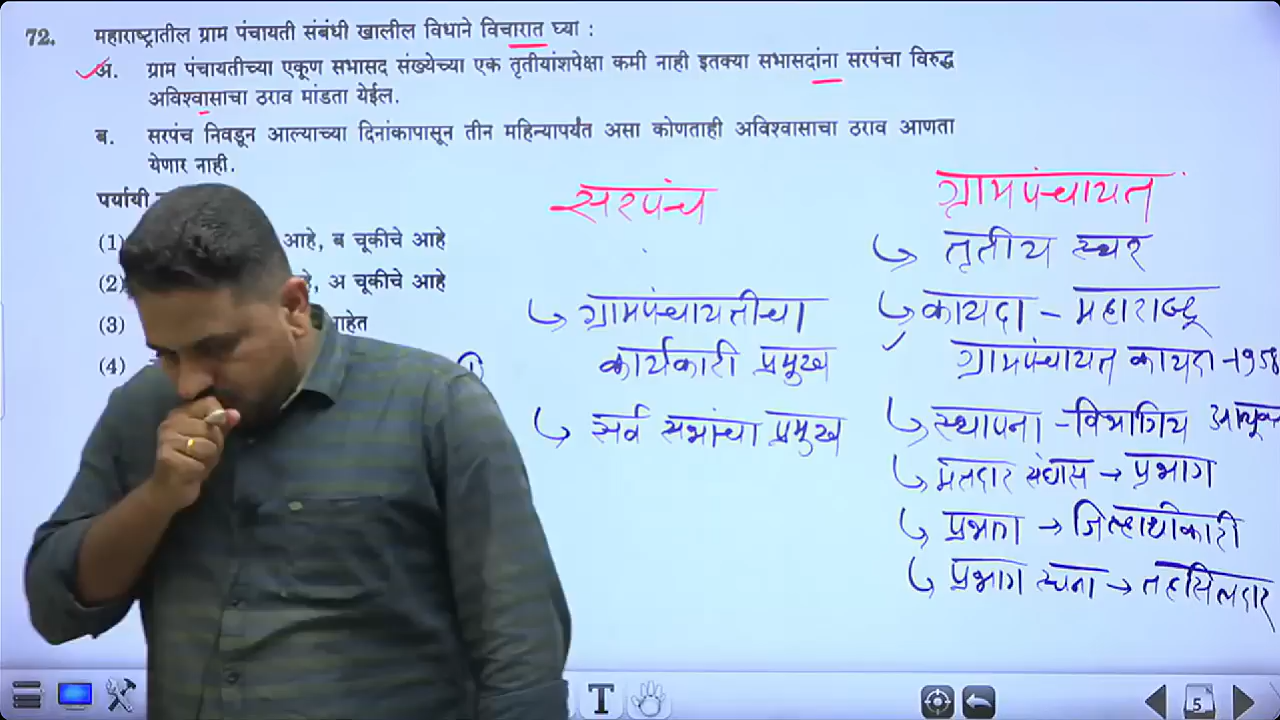 72. महाराष्ट्रातील ग्राम पंचायती संबंधी खालील विधाने विचारात घ्या :
अ. ग्राम पंचायतीच्या एकूण सभासद संख्येच्या एक तृतीयांशपेक्षा कमी नाही इतक्या सभासदांना सरपंचा विरुद्ध
अविश्वासाचा ठराव मांडता येईल.
ब. सरपंच निवडून आल्याच्या दिनांकापासून तीन महिन्यापर्यंत असा कोणताही अविश्वासाचा ठराव आणता
येणार नाही.
पर्यायी
(1) आहे, ब चूकीचे आहे
(2) अ चूकीचे आहे
(3)
(4)
सरपंच
ग्रामपंचायतीचा
कार्यकारी प्रमुख
सर्व सभांचा प्रमुख
ग्रामपंचायत
तृतीय स्थर
कायदा - महाराष्ट्र
ग्रामपंचायत कायदा - 1958
स्थापना - विभागिय
मतदार संघास → प्रभाग
→ जिल्हाधीकारी
प्रभाग रचना → तहसिलदार
T
5